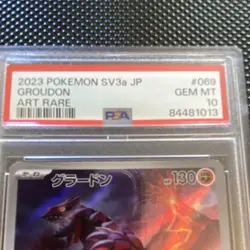 2023 POKEMON SV3a JP #069
GROUDON GEM MT
ART RARE 10
PSA 84481013
グラードン HP 130